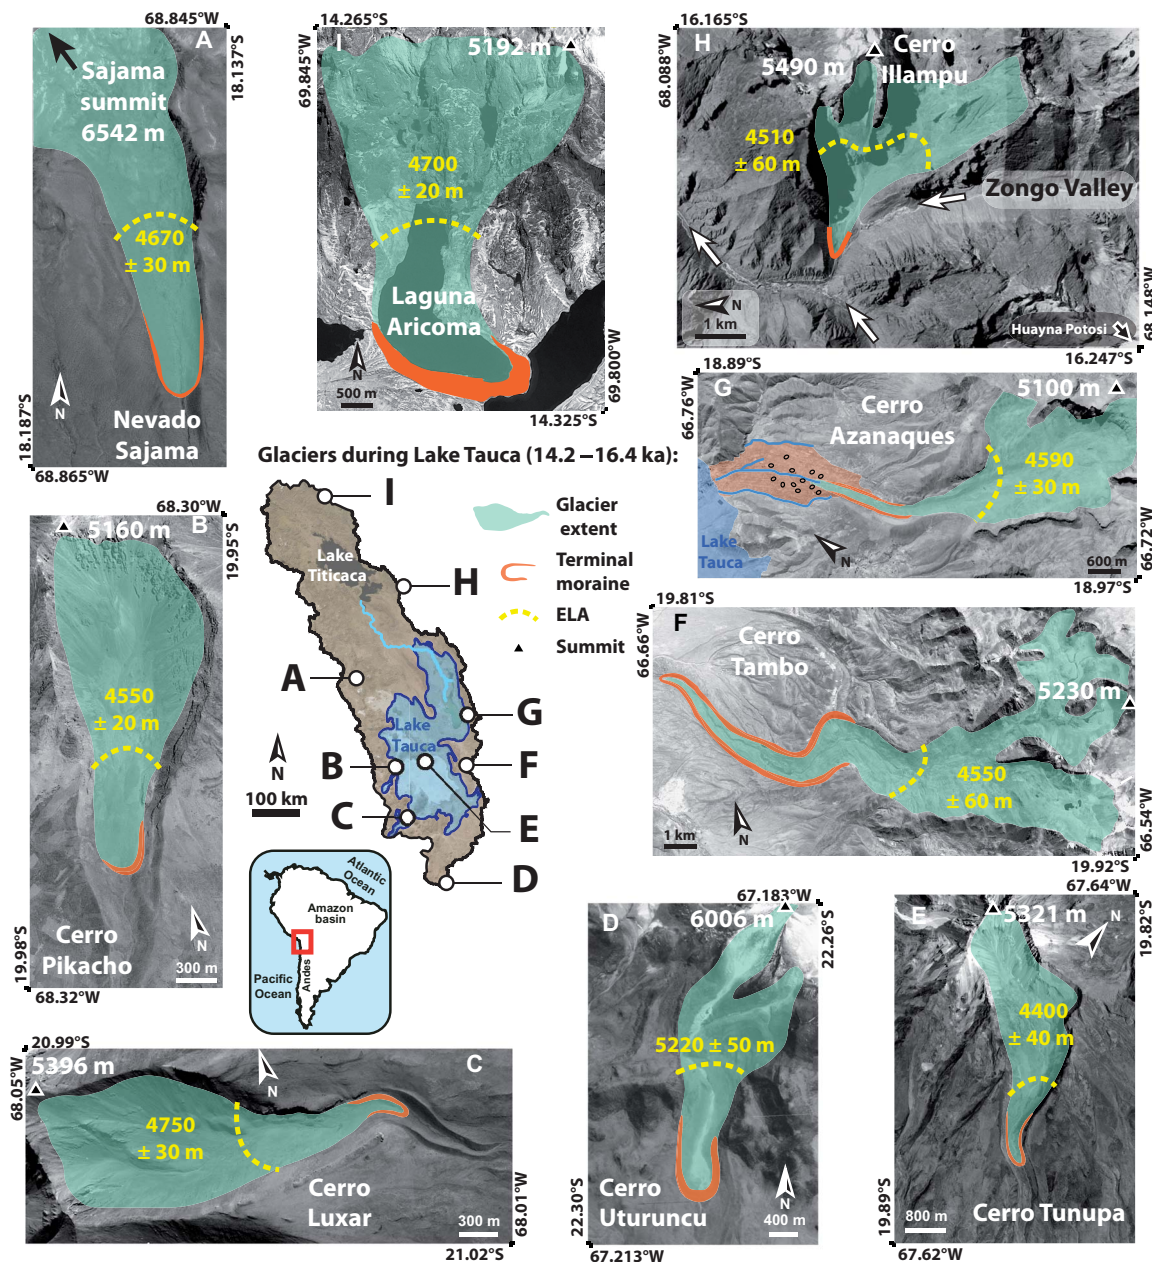 68.845°W
A
18.137°S
Sajama
summit
6542 m
4670
± 30 m
Nevado
Sajama
N
18.187°S
68.865°W
14.265°S
I
5192 m
69.845°W
4700
± 20 m
Laguna
Aricoma
N
500 m
69.800°W
14.325°S
16.165°S
H
Cerro
Illampu
5490 m
68.088°W
4510
± 60 m
Zongo Valley
N
1 km
Huayna Potosi
68.148°W
16.247°S
18.89°S
G
5100 m
66.76°W
Cerro
Azanaques
4590
± 30 m
Lake
Tauca
N
600 m
66.72°W
18.97°S
Glaciers during Lake Tauca (14.2 – 16.4 ka):
I
Lake
Titicaca
H
A
G
Lake
Tauca
B
F
C
E
D
N
100 km
Glacier
extent
Terminal
moraine
ELA
Summit
Atlantic
Ocean
Amazon
basin
Pacific
Ocean
Andes
68.30°W
5160 m
B
19.95°S
4550
± 20 m
Cerro
Pikacho
N
300 m
19.98°S
68.32°W
19.81°S
F
66.66°W
Cerro
Tambo
5230 m
4550
± 60 m
N
1 km
66.54°W
19.92°S
20.99°S
5396 m
C
68.05°W
N
4750
± 30 m
Cerro
Luxar
300 m
68.01°W
21.02°S
67.183°W
D
6006 m
22.26°S
5220 ± 50 m
Cerro
Uturuncu
N
400 m
22.30°S
67.213°W
67.64°W
E
5321 m
N
19.82°S
4400
± 40 m
800 m
Cerro Tunupa
19.89°S
67.62°W